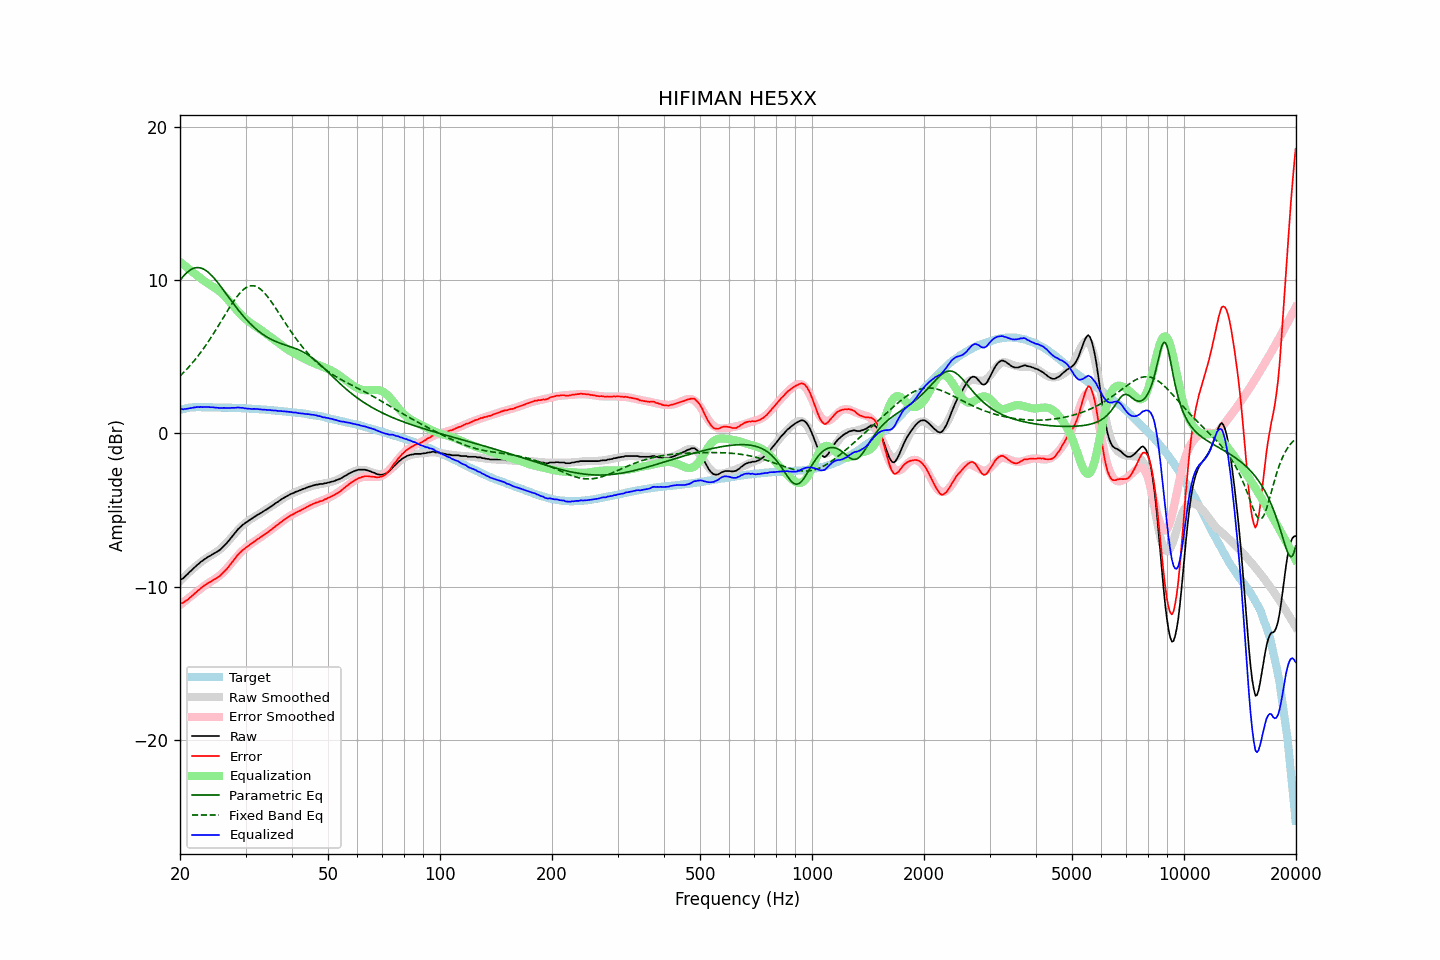 HIFIMAN HE5XX
20
10
0
−10
−20
Amplitude (dBr)
Target
Raw Smoothed
Error Smoothed
Raw
Error
Equalization
Parametric Eq
Fixed Band Eq
Equalized
20 50 100 200 500 1000 2000 5000 10000 20000
Frequency (Hz)